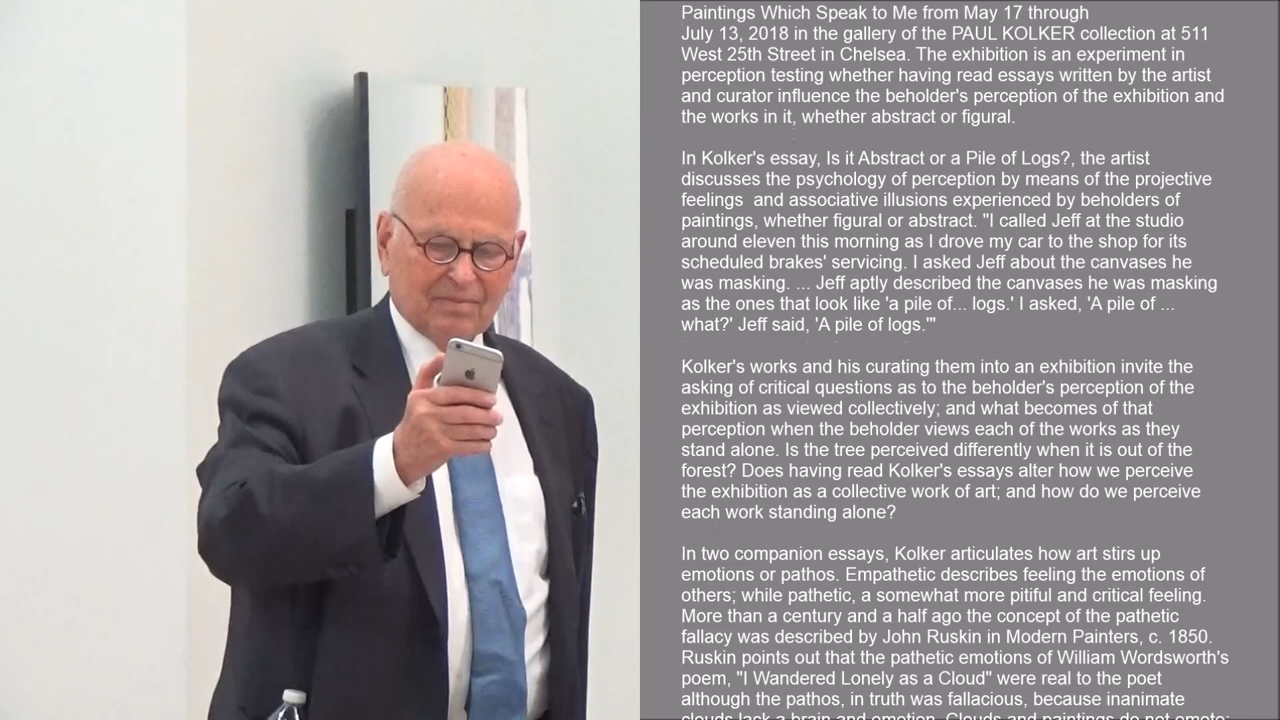 Paintings Which Speak to Me from May 17 through
July 13, 2018 in the gallery of the PAUL KOLKER collection at 511
West 25th Street in Chelsea. The exhibition is an experiment in
perception testing whether having read essays written by the artist
and curator influence the beholder's perception of the exhibition and
the works in it, whether abstract or figural.
In Kolker's essay, Is it Abstract or a Pile of Logs?, the artist
discusses the psychology of perception by means of the projective
feelings  and associative illusions experienced by beholders of
paintings, whether figural or abstract. "I called Jeff at the studio
around eleven this morning as I drove my car to the shop for its
scheduled brakes' servicing. I asked Jeff about the canvases he
was masking. ... Jeff aptly described the canvases he was masking
as the ones that look like 'a pile of... logs.' I asked, 'A pile of ...
what?' Jeff said, 'A pile of logs.'"
Kolker's works and his curating them into an exhibition invite the
asking of critical questions as to the beholder's perception of the
exhibition as viewed collectively; and what becomes of that
perception when the beholder views each of the works as they
stand alone. Is the tree perceived differently when it is out of the
forest? Does having read Kolker's essays alter how we perceive
the exhibition as a collective work of art; and how do we perceive
each work standing alone?
In two companion essays, Kolker articulates how art stirs up
emotions or pathos. Empathetic describes feeling the emotions of
others; while pathetic, a somewhat more pitiful and critical feeling.
More than a century and a half ago the concept of the pathetic
fallacy was described by John Ruskin in Modern Painters, c. 1850.
Ruskin points out that the pathetic emotions of William Wordsworth's
poem, "I Wandered Lonely as a Cloud" were real to the poet
although the pathos, in truth was fallacious, because inanimate
clouds lack a brain and emotion. Clouds and paintings do not emote;